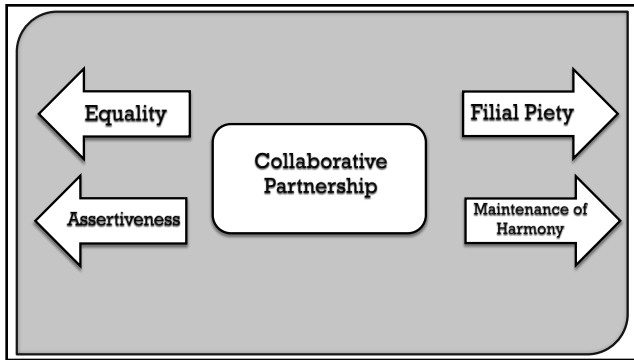 Equality
Filial Piety
Collaborative
Partnership
Assertiveness
Maintenance of
Harmony